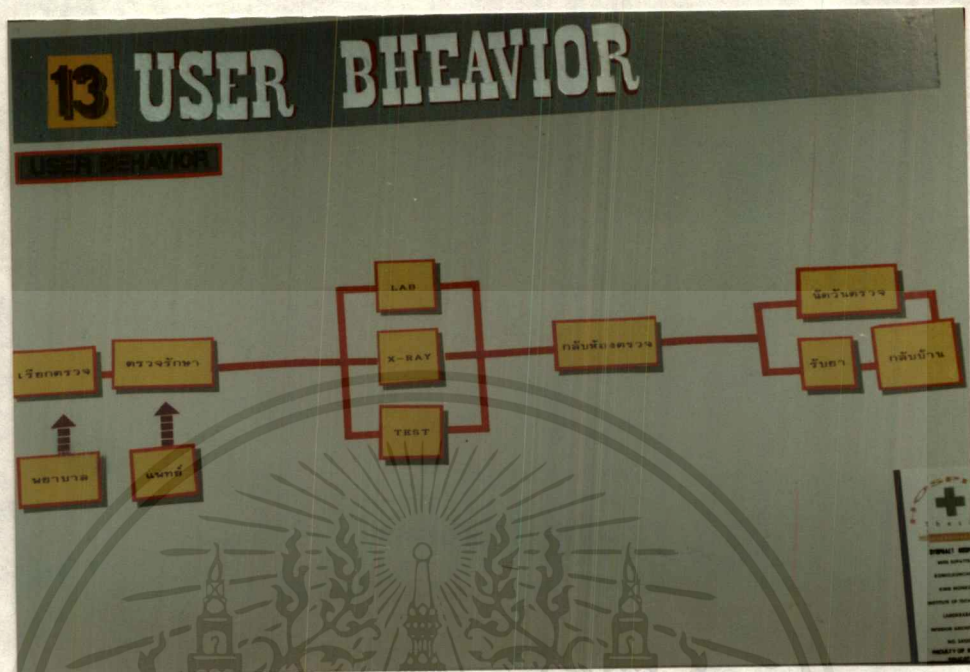 13 USER BHEAVIOR
USER BEHAVIOR
เรียกตรวจ
ตรวจรักษา
พยาบาล
แพทย์
LAB
X-RAY
TEST
กลับห้องตรวจ
นัดวันตรวจ
รับยา
กลับบ้าน